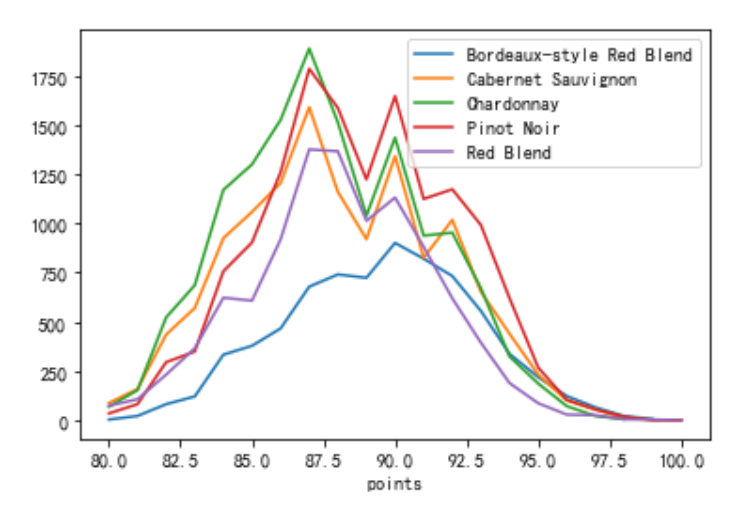 1750
1500
1250
1000
750
500
250
0
Bordeaux-style Red Blend
Cabernet Sauvignon
Chardonnay
Pinot Noir
Red Blend
80.0 82.5 85.0 87.5 90.0 92.5 95.0 97.5 100.0
points